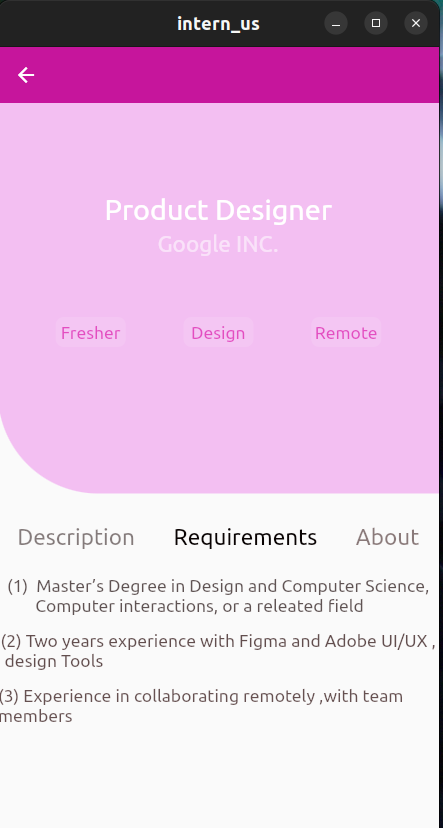 intern_us
Product Designer
Google INC.
Fresher Design Remote
Description Requirements About
(1) Master’s Degree in Design and Computer Science,
Computer interactions, or a releated field
(2) Two years experience with Figma and Adobe UI/UX ,
design Tools
(3) Experience in collaborating remotely ,with team
members